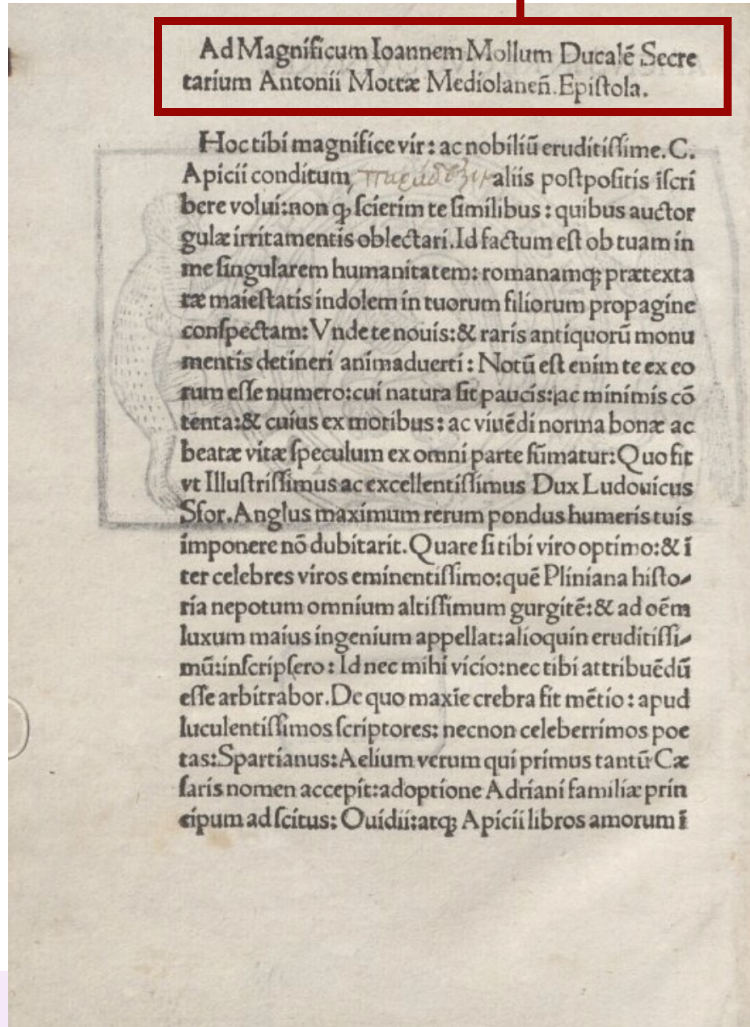 Ad Magnificum Ioannem Mollum Ducalē Secre
tarium Antonii Mottæ Mediolaneñ. Epiſtola.
Hoc tibi magnifice vir: ac nobiliū eruditiſſime. C.
Apicii conditum, aliis poſtpoſitis iſcri
bere volui: non ꝙ ſcierim te ſimilibus: quibus auctor
gulæ irritamentis oblectari. Id factum eſt ob tuam in
me ſingularem humanitatem: romanamqꝫ prætexta
tæ maieſtatis indolem in tuorum filiorum propagine
conſpectam: Vnde te nouis: & raris antiquorū monu
mentis detineri animaduerti: Notū eſt enim te ex eo
rum eſſe numero: cui natura ſit paucis: ac minimis cō
tenta: & cuius ex moribus: ac viuēdi norma bonæ ac
beatæ vitæ ſpeculum ex omni parte ſūmatur: Quo fit
vt Illuſtriſſimus ac excellentiſſimus Dux Ludouicus
Sfor. Anglus maximum rerum pondus humeris tuis
imponere nō dubitarit. Quare ſi tibi viro optimo: & ī
ter celebres viros eminentiſſimo: quē Pliniana hiſto-
ria nepotum omnium altiſſimum gurgitē: & ad oēm
luxum maius ingenium appellat: alioquin eruditiſſi-
mū: inſcripſero: Id nec mihi vicio: nec tibi attribuēdū
eſſe arbitrabor. De quo maxīe crebra fit mētio: apud
luculentiſſimos ſcriptores: necnon celeberrimos poe
tas: Spartianus: Aelium verum qui primus tantū Cæ
ſaris nomen accepit: adoptione Adriani familiæ prin
cipum ad ſcitus: Ouidii: atqꝫ Apicii libros amorum ī